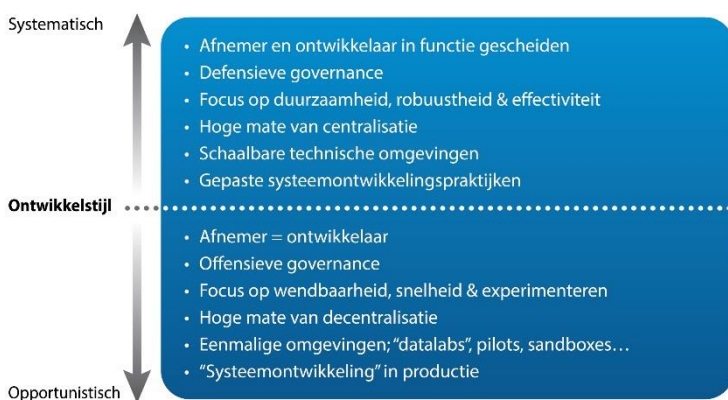 Systematisch
• Afnemer en ontwikkelaar in functie gescheiden
• Defensieve governance
• Focus op duurzaamheid, robuustheid & effectiviteit
• Hoge mate van centralisatie
• Schaalbare technische omgevingen
• Gepaste systeemontwikkelingspraktijken
Ontwikkelstijl
• Afnemer = ontwikkelaar
• Offensieve governance
• Focus op wendbaarheid, snelheid & experimenteren
• Hoge mate van decentralisatie
• Eenmalige omgevingen; “datalabs”, pilots, sandboxes…
• “Systeemontwikkeling” in productie
Opportunistisch